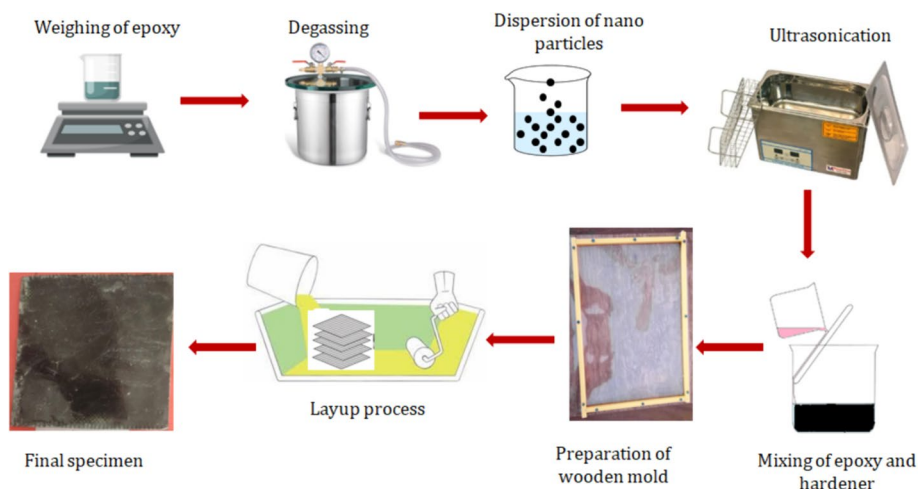 Weighing of epoxy
Degassing
Dispersion of nano
particles
Ultrasonication
Mixing of epoxy and
hardener
Preparation of
wooden mold
Layup process
Final specimen